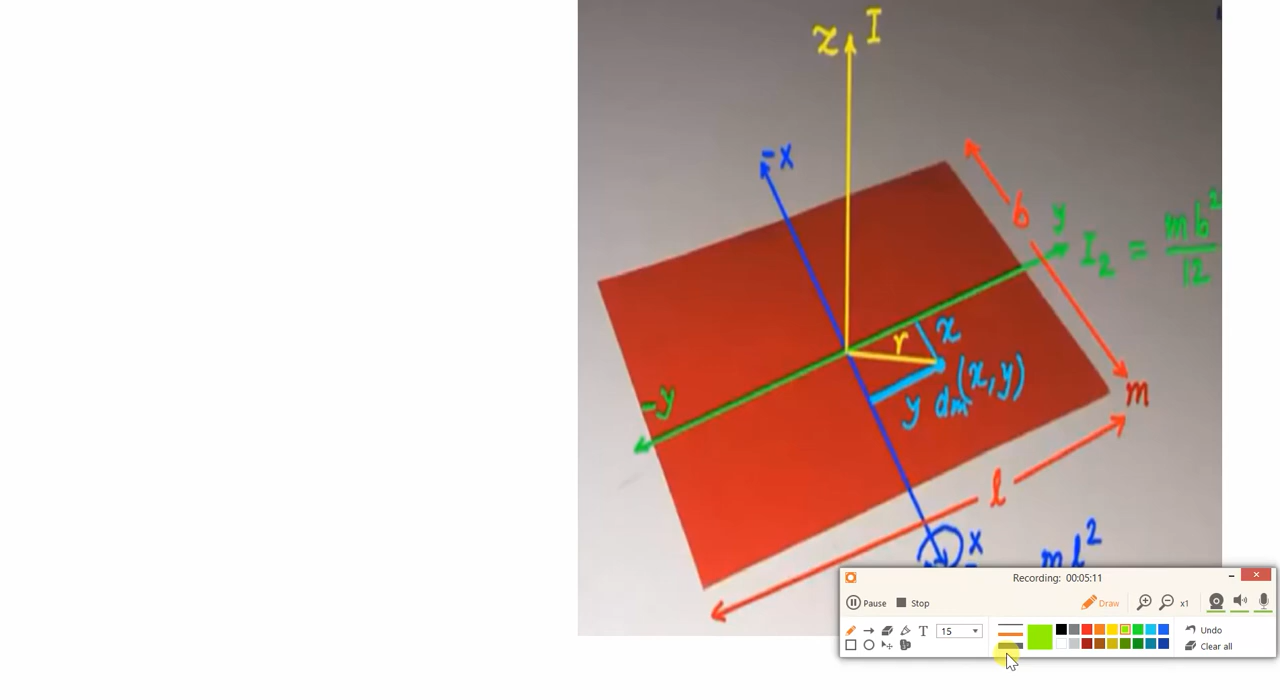 z I
-x
b
y I₂ = mb²/12
x
r
(x, y)
y dm
-y
m
l
x
ml²
Recording: 00:05:11
Pause Stop Draw x1
T 15 Undo
Clear all